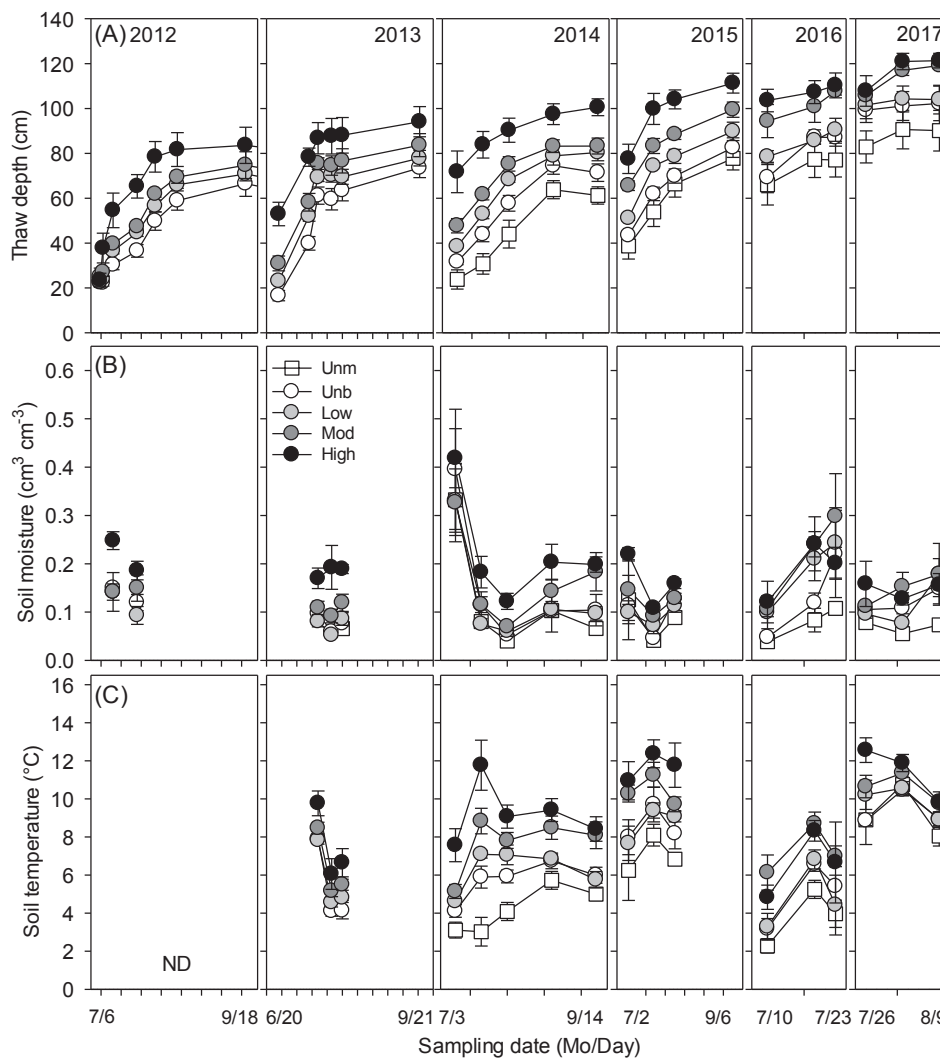 (A) 2012 2013 2014 2015 2016 2017
140
120
100
80
60
40
20
0
Thaw depth (cm)
(B)
0.6
0.5
0.4
0.3
0.2
0.1
0.0
Soil moisture (cm³ cm⁻³)
Unm
Unb
Low
Mod
High
(C)
16
14
12
10
8
6
4
2
0
Soil temperature (°C)
ND
7/6 9/18 6/20 9/21 7/3 9/14 7/2 9/6 7/10 7/23 7/26 8/9
Sampling date (Mo/Day)